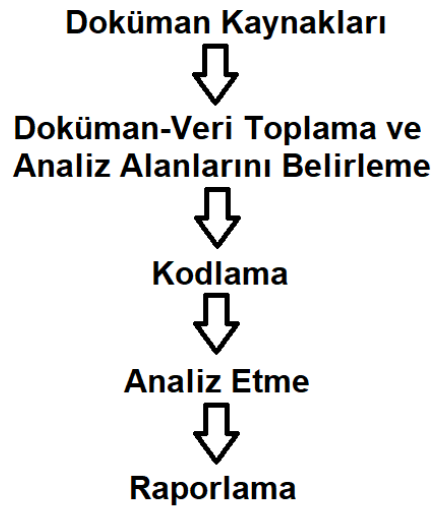 Doküman Kaynakları
Doküman-Veri Toplama ve
Analiz Alanlarını Belirleme
Kodlama
Analiz Etme
Raporlama